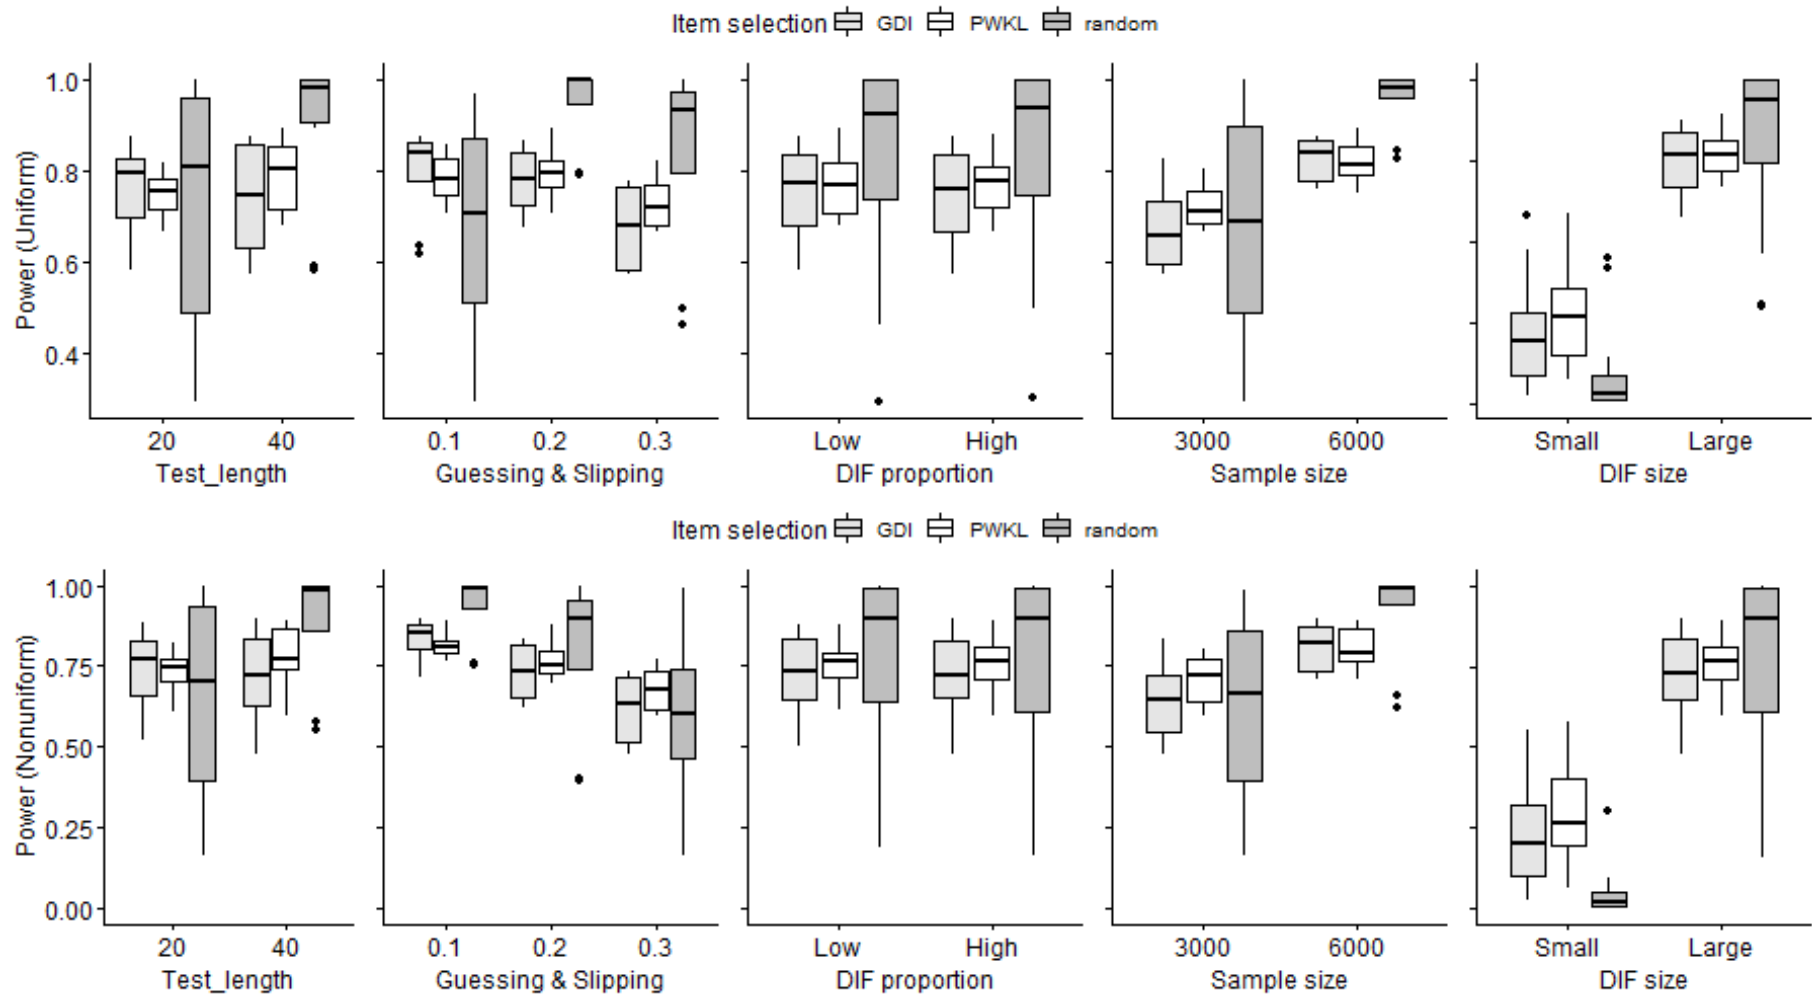 Item selection GDI PWKL random
Power (Uniform)
1.0
0.8
0.6
0.4
20 40 0.1 0.2 0.3 Low High 3000 6000 Small Large
Test_length Guessing & Slipping DIF proportion Sample size DIF size
Item selection GDI PWKL random
Power (Nonuniform)
1.00
0.75
0.50
0.25
0.00
20 40 0.1 0.2 0.3 Low High 3000 6000 Small Large
Test_length Guessing & Slipping DIF proportion Sample size DIF size